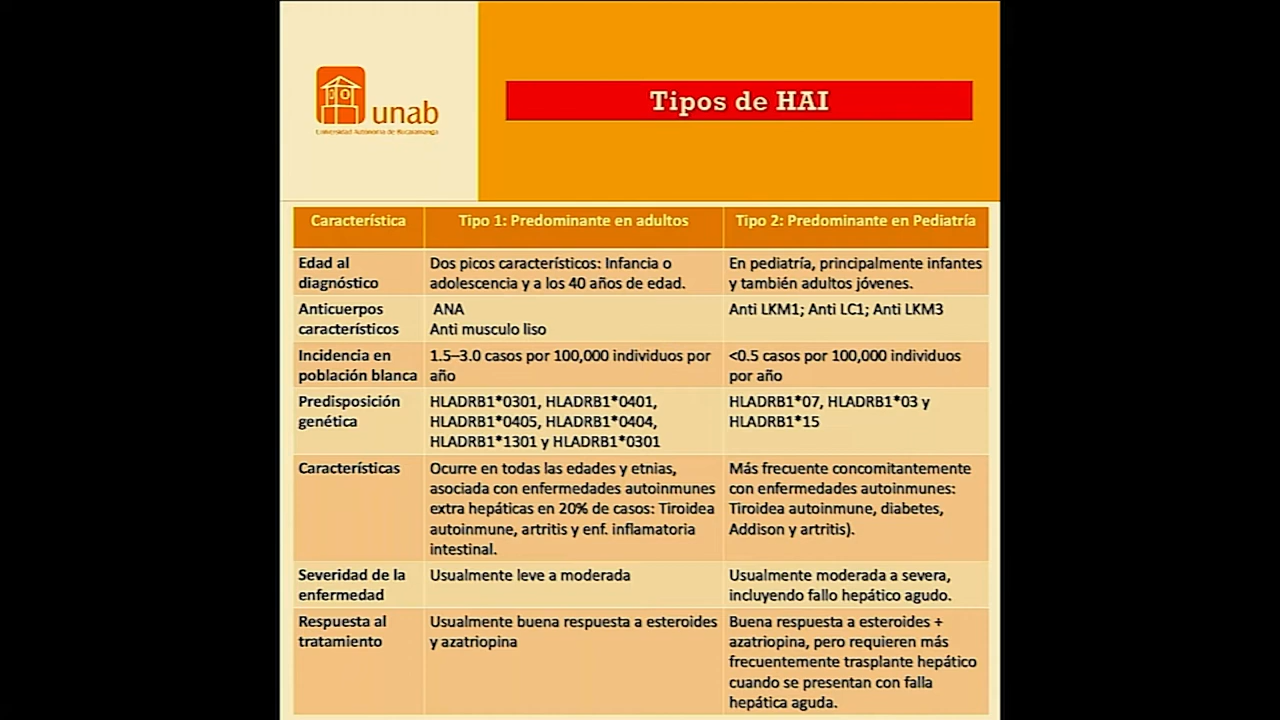 unab
Universidad Autónoma de Bucaramanga
Tipos de HAI
Característica
Tipo 1: Predominante en adultos
Tipo 2: Predominante en Pediatría
Edad al
diagnóstico
Dos picos característicos: Infancia o
adolescencia y a los 40 años de edad.
En pediatría, principalmente infantes
y también adultos jóvenes.
Anticuerpos
característicos
ANA
Anti musculo liso
Anti LKM1; Anti LC1; Anti LKM3
Incidencia en
población blanca
1.5–3.0 casos por 100,000 individuos por
año
<0.5 casos por 100,000 individuos
por año
Predisposición
genética
HLADRB1*0301, HLADRB1*0401,
HLADRB1*0405, HLADRB1*0404,
HLADRB1*1301 y HLADRB1*0301
HLADRB1*07, HLADRB1*03 y
HLADRB1*15
Características
Ocurre en todas las edades y etnias,
asociada con enfermedades autoinmunes
extra hepáticas en 20% de casos: Tiroidea
autoinmune, artritis y enf. inflamatoria
intestinal.
Más frecuente concomitantemente
con enfermedades autoinmunes:
Tiroidea autoinmune, diabetes,
Addison y artritis).
Severidad de la
enfermedad
Usualmente leve a moderada
Usualmente moderada a severa,
incluyendo fallo hepático agudo.
Respuesta al
tratamiento
Usualmente buena respuesta a esteroides
y azatriopina
Buena respuesta a esteroides +
azatriopina, pero requieren más
frecuentemente trasplante hepático
cuando se presentan con falla
hepática aguda.